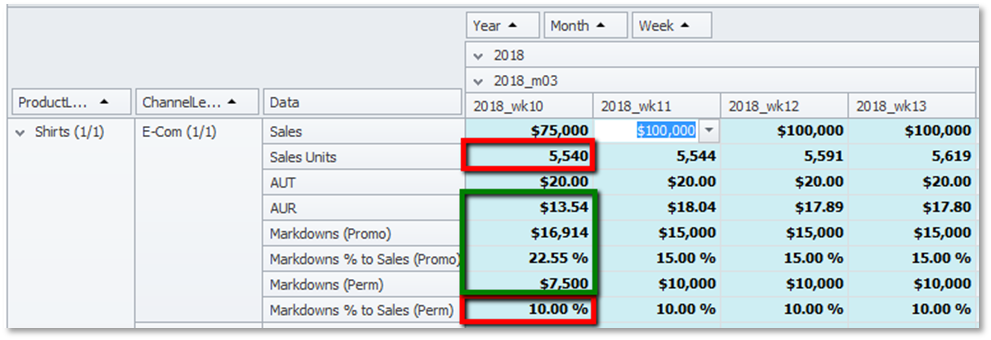 Year Month Week
2018
2018_m03
ProductL... ChannelLe... Data 2018_wk10 2018_wk11 2018_wk12 2018_wk13
Shirts (1/1) E-Com (1/1) Sales $75,000 $100,000 $100,000 $100,000
Sales Units 5,540 5,544 5,591 5,619
AUT $20.00 $20.00 $20.00 $20.00
AUR $13.54 $18.04 $17.89 $17.80
Markdowns (Promo) $16,914 $15,000 $15,000 $15,000
Markdowns % to Sales (Promo) 22.55 % 15.00 % 15.00 % 15.00 %
Markdowns (Perm) $7,500 $10,000 $10,000 $10,000
Markdowns % to Sales (Perm) 10.00 % 10.00 % 10.00 % 10.00 %